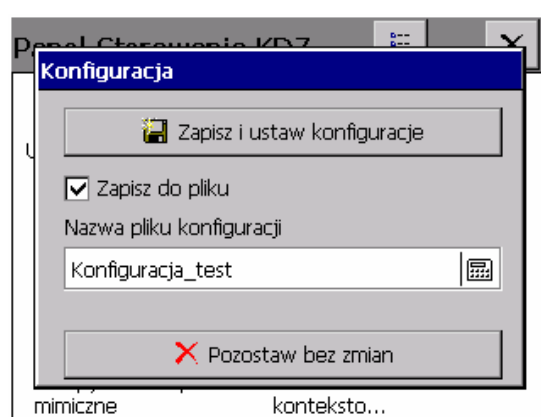 Konfiguracja
Zapisz i ustaw konfiguracje
Zapisz do pliku
Nazwa pliku konfiguracji
Konfiguracja_test
Pozostaw bez zmian
mimiczne konteksto...